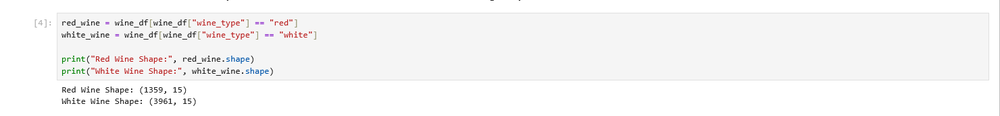 [4]:
red_wine = wine_df[wine_df["wine_type"] == "red"]
white_wine = wine_df[wine_df["wine_type"] == "white"]
print("Red Wine Shape:", red_wine.shape)
print("White Wine Shape:", white_wine.shape)
Red Wine Shape: (1359, 15)
White Wine Shape: (3961, 15)